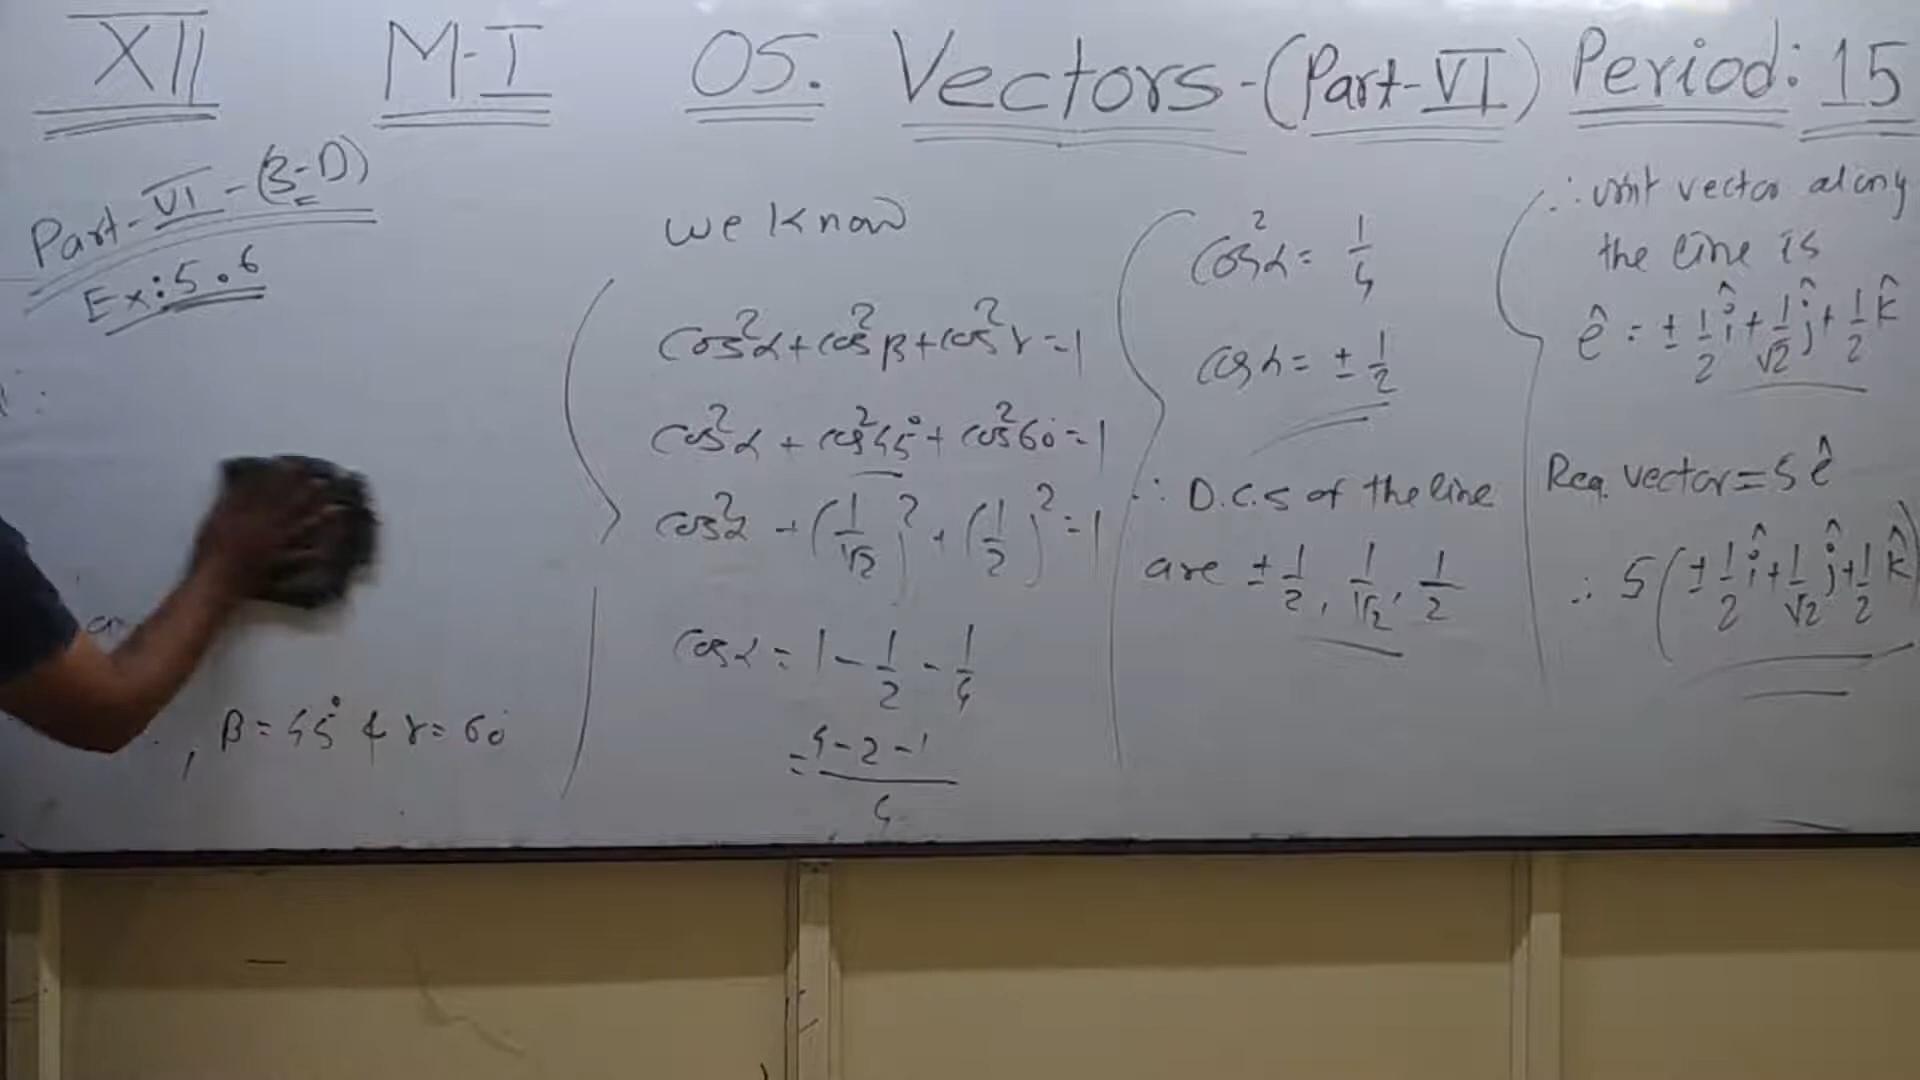 XII M-I 05. Vectors - (Part-VI) Period: 15
Part-VI-(3-D)
Ex: 5.6
, β = 45° & γ = 60°
we know
cos²α + cos²β + cos²γ = 1
cos²α + cos²45° + cos²60° = 1
cos²α + (1/√2)² + (1/2)² = 1
cosα = 1 - 1/2 - 1/4
= (4-2-1)/4
cos²α = 1/4
cosα = ± 1/2
∴ D.C.S of the line
are ± 1/2, 1/√2, 1/2
∴ unit vector along
the line is
ê = ± 1/2 î + 1/√2 ĵ + 1/2 k̂
Req. vector = 5ê
∴ 5(± 1/2 î + 1/√2 ĵ + 1/2 k̂)